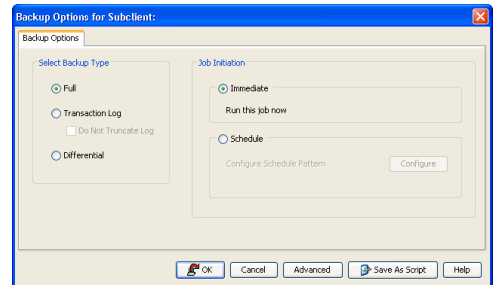 Backup Options for Subclient:
Backup Options
Select Backup Type
Full
Transaction Log
Do Not Truncate Log
Differential
Job Initiation
Immediate
Run this job now
Schedule
Configure Schedule Pattern
Configure
OK
Cancel
Advanced
Save As Script
Help